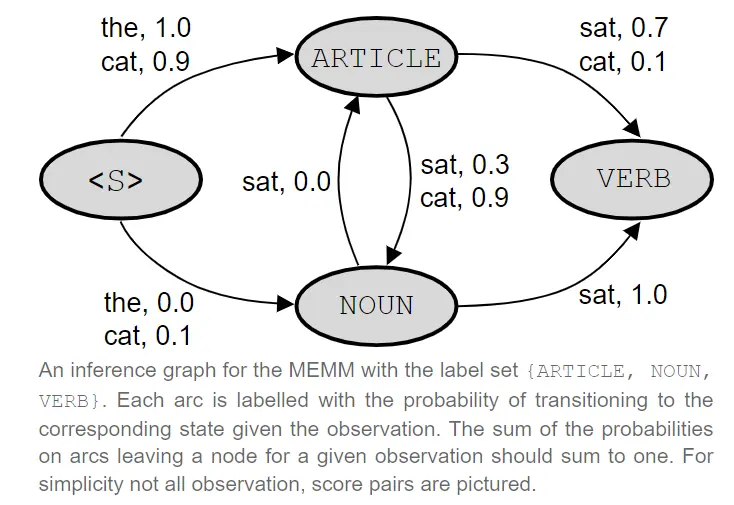 the, 1.0
cat, 0.9
ARTICLE
sat, 0.7
cat, 0.1
<S>
sat, 0.0
sat, 0.3
cat, 0.9
VERB
the, 0.0
cat, 0.1
NOUN
sat, 1.0
An inference graph for the MEMM with the label set {ARTICLE, NOUN,
VERB}. Each arc is labelled with the probability of transitioning to the
corresponding state given the observation. The sum of the probabilities
on arcs leaving a node for a given observation should sum to one. For
simplicity not all observation, score pairs are pictured.